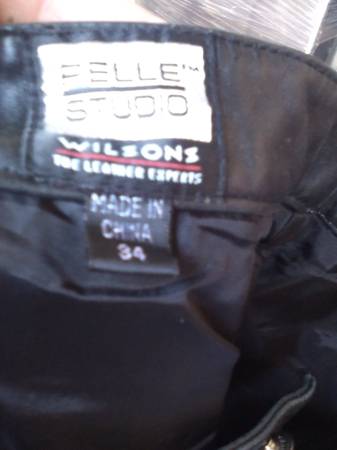 PELLE™
STUDIO
WILSONS
THE LEATHER EXPERTS
MADE IN
CHINA
34